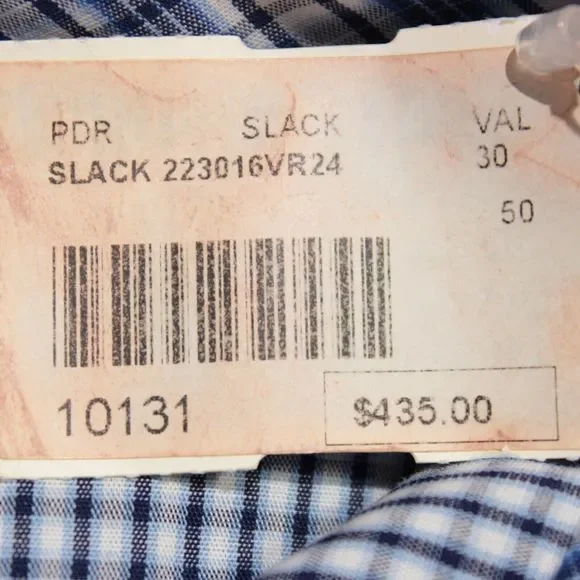 PDR SLACK VAL
SLACK 223016VR24 30
50
10131 $435.00